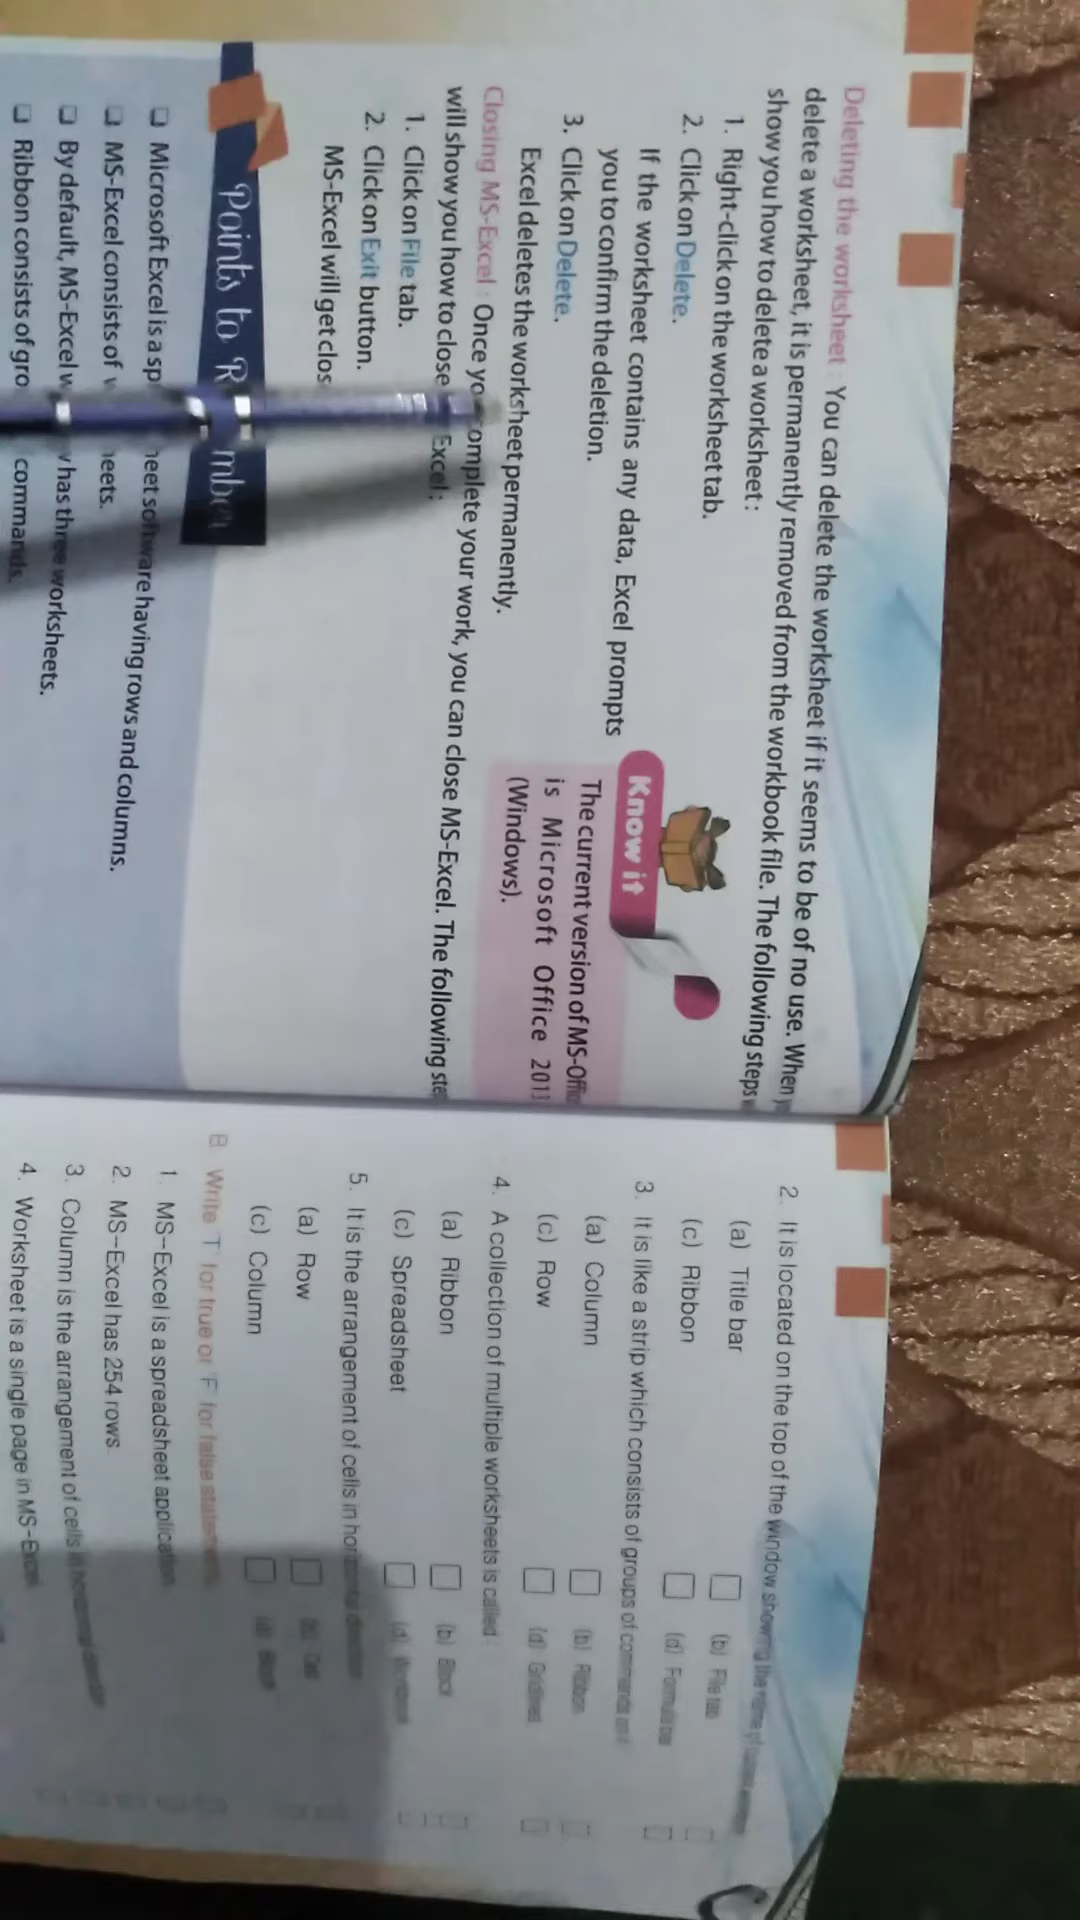 Deleting the worksheet : You can delete the worksheet if it seems to be of no use. When
delete a worksheet, it is permanently removed from the workbook file. The following steps
show you how to delete a worksheet :
1. Right-click on the worksheet tab.
2. Click on Delete.
If the worksheet contains any data, Excel prompts
you to confirm the deletion.
3. Click on Delete.
Excel deletes the worksheet permanently.
Know it
The current version of MS-Offic
is Microsoft Office 2013
(Windows).
Closing MS-Excel : Once yo complete your work, you can close MS-Excel. The following ste
will show you how to close Excel :
1. Click on File tab.
2. Click on Exit button.
MS-Excel will get clos
Points to R mber
❑ Microsoft Excel is a sp heet software having rows and columns.
❑ MS-Excel consists of heets.
❑ By default, MS-Excel has three worksheets.
❑ Ribbon consists of gro commands.
2. It is located on the top of the window showing the name of
(a) Title bar (b) File tab
(c) Ribbon (d) Formula bar
3. It is like a strip which consists of groups of commands
(a) Column (b) Ribbon
(c) Row (d) Gridlines
4. A collection of multiple worksheets is called
(a) Ribbon (b) Block
(c) Spreadsheet (d)
5. It is the arrangement of cells in horizontal
(a) Row (b)
(c) Column (d)
B. Write 'T' for true or 'F' for false statements.
1. MS-Excel is a spreadsheet application.
2. MS-Excel has 254 rows.
3. Column is the arrangement of cells in horizontal
4. Worksheet is a single page in MS-Excel.